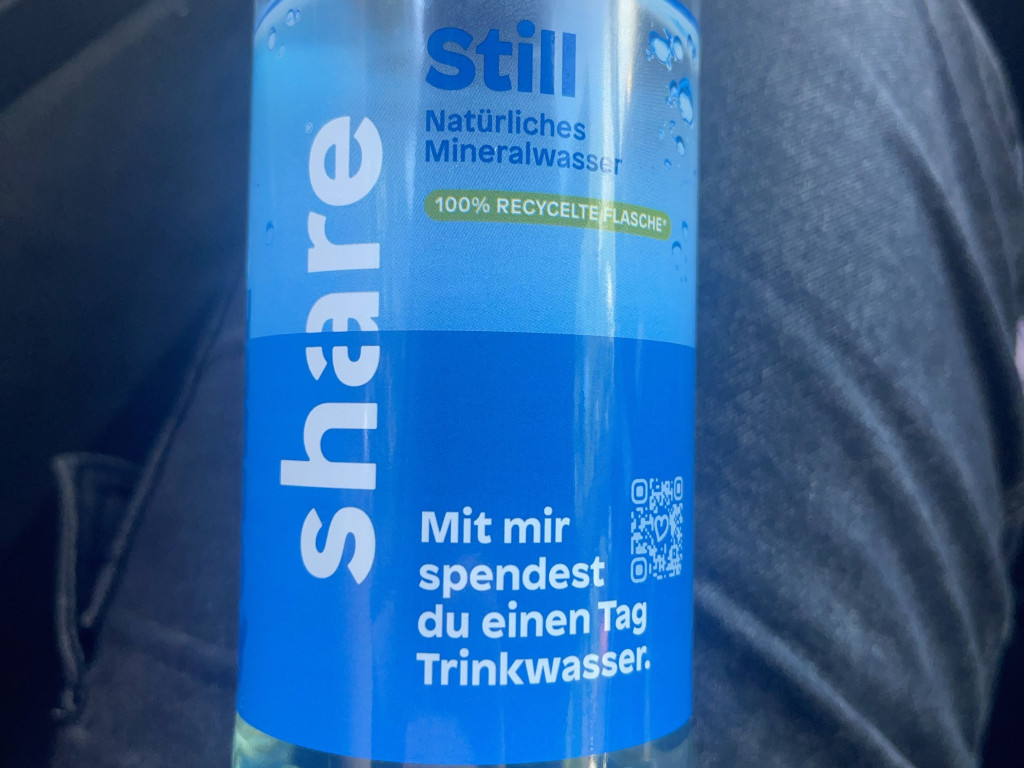 share
Still
Natürliches
Mineralwasser
100% RECYCELTE FLASCHE*
Mit mir
spendest
du einen Tag
Trinkwasser.